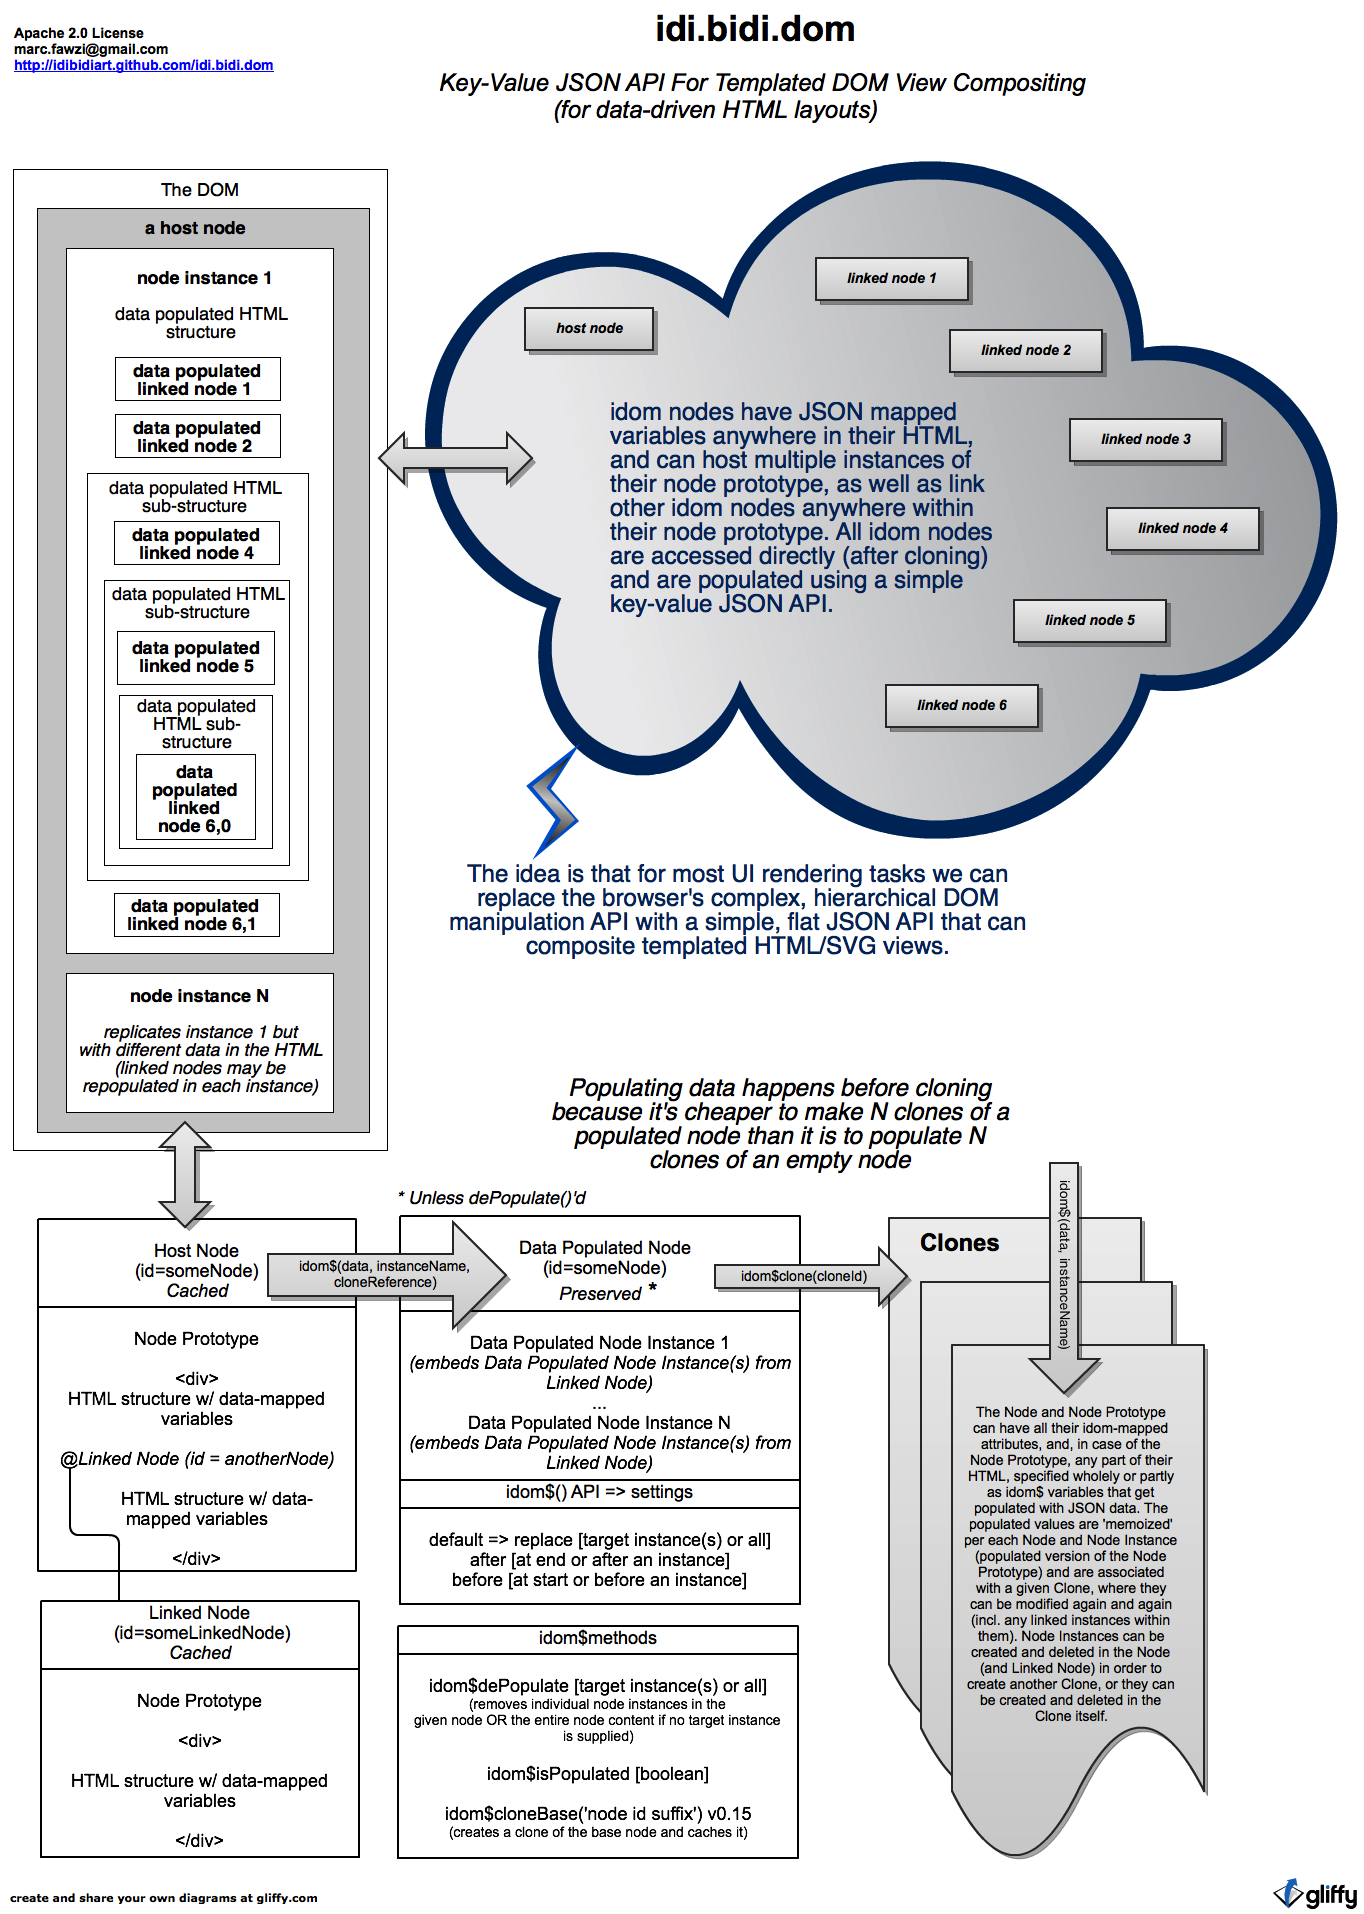 Apache 2.0 License
marc.fawzi@gmail.com
http://idibidiart.github.com/idi.bidi.dom
idi.bidi.dom
Key-Value JSON API For Templated DOM View Compositing
(for data-driven HTML layouts)
The DOM
a host node
node instance 1
data populated HTML
structure
data populated
linked node 1
data populated
linked node 2
data populated HTML
sub-structure
data populated
linked node 4
data populated HTML
sub-structure
data populated
linked node 5
data populated
HTML sub-
structure
data
populated
linked
node 6,0
data populated
linked node 6,1
node instance N
replicates instance 1 but
with different data in the HTML
(linked nodes may be
repopulated in each instance)
host node
linked node 1
linked node 2
linked node 3
linked node 4
linked node 5
linked node 6
idom nodes have JSON mapped
variables anywhere in their HTML,
and can host multiple instances of
their node prototype, as well as link
other idom nodes anywhere within
their node prototype. All idom nodes
are accessed directly (after cloning)
and are populated using a simple
key-value JSON API.
The idea is that for most UI rendering tasks we can
replace the browser's complex, hierarchical DOM
manipulation API with a simple, flat JSON API that can
composite templated HTML/SVG views.
Populating data happens before cloning
because it's cheaper to make N clones of a
populated node than it is to populate N
clones of an empty node
* Unless dePopulate()'d
Host Node
(id=someNode)
Cached
Node Prototype
<div>
HTML structure w/ data-mapped
variables
@Linked Node (id = anotherNode)
HTML structure w/ data-
mapped variables
</div>
Linked Node
(id=someLinkedNode)
Cached
Node Prototype
<div>
HTML structure w/ data-mapped
variables
</div>
idom$(data, instanceName,
cloneReference)
Data Populated Node
(id=someNode)
Preserved *
Data Populated Node Instance 1
(embeds Data Populated Node Instance(s) from
Linked Node)
...
Data Populated Node Instance N
(embeds Data Populated Node Instance(s) from
Linked Node)
idom$() API => settings
default => replace [target instance(s) or all]
after [at end or after an instance]
before [at start or before an instance]
idom$methods
idom$dePopulate [target instance(s) or all]
(removes individual node instances in the
given node OR the entire node content if no target instance
is supplied)
idom$isPopulated [boolean]
idom$cloneBase('node id suffix') v0.15
(creates a clone of the base node and caches it)
idom$clone(cloneId)
Clones
idom$(data, instanceName)
The Node and Node Prototype
can have all their idom-mapped
attributes, and, in case of the
Node Prototype, any part of their
HTML, specified wholely or partly
as idom$ variables that get
populated with JSON data. The
populated values are 'memoized'
per each Node and Node Instance
(populated version of the Node
Prototype) and are associated
with a given Clone, where they
can be modified again and again
(incl. any linked instances within
them). Node Instances can be
created and deleted in the Node
(and Linked Node) in order to
create another Clone, or they can
be created and deleted in the
Clone itself.
create and share your own diagrams at gliffy.com
gliffy